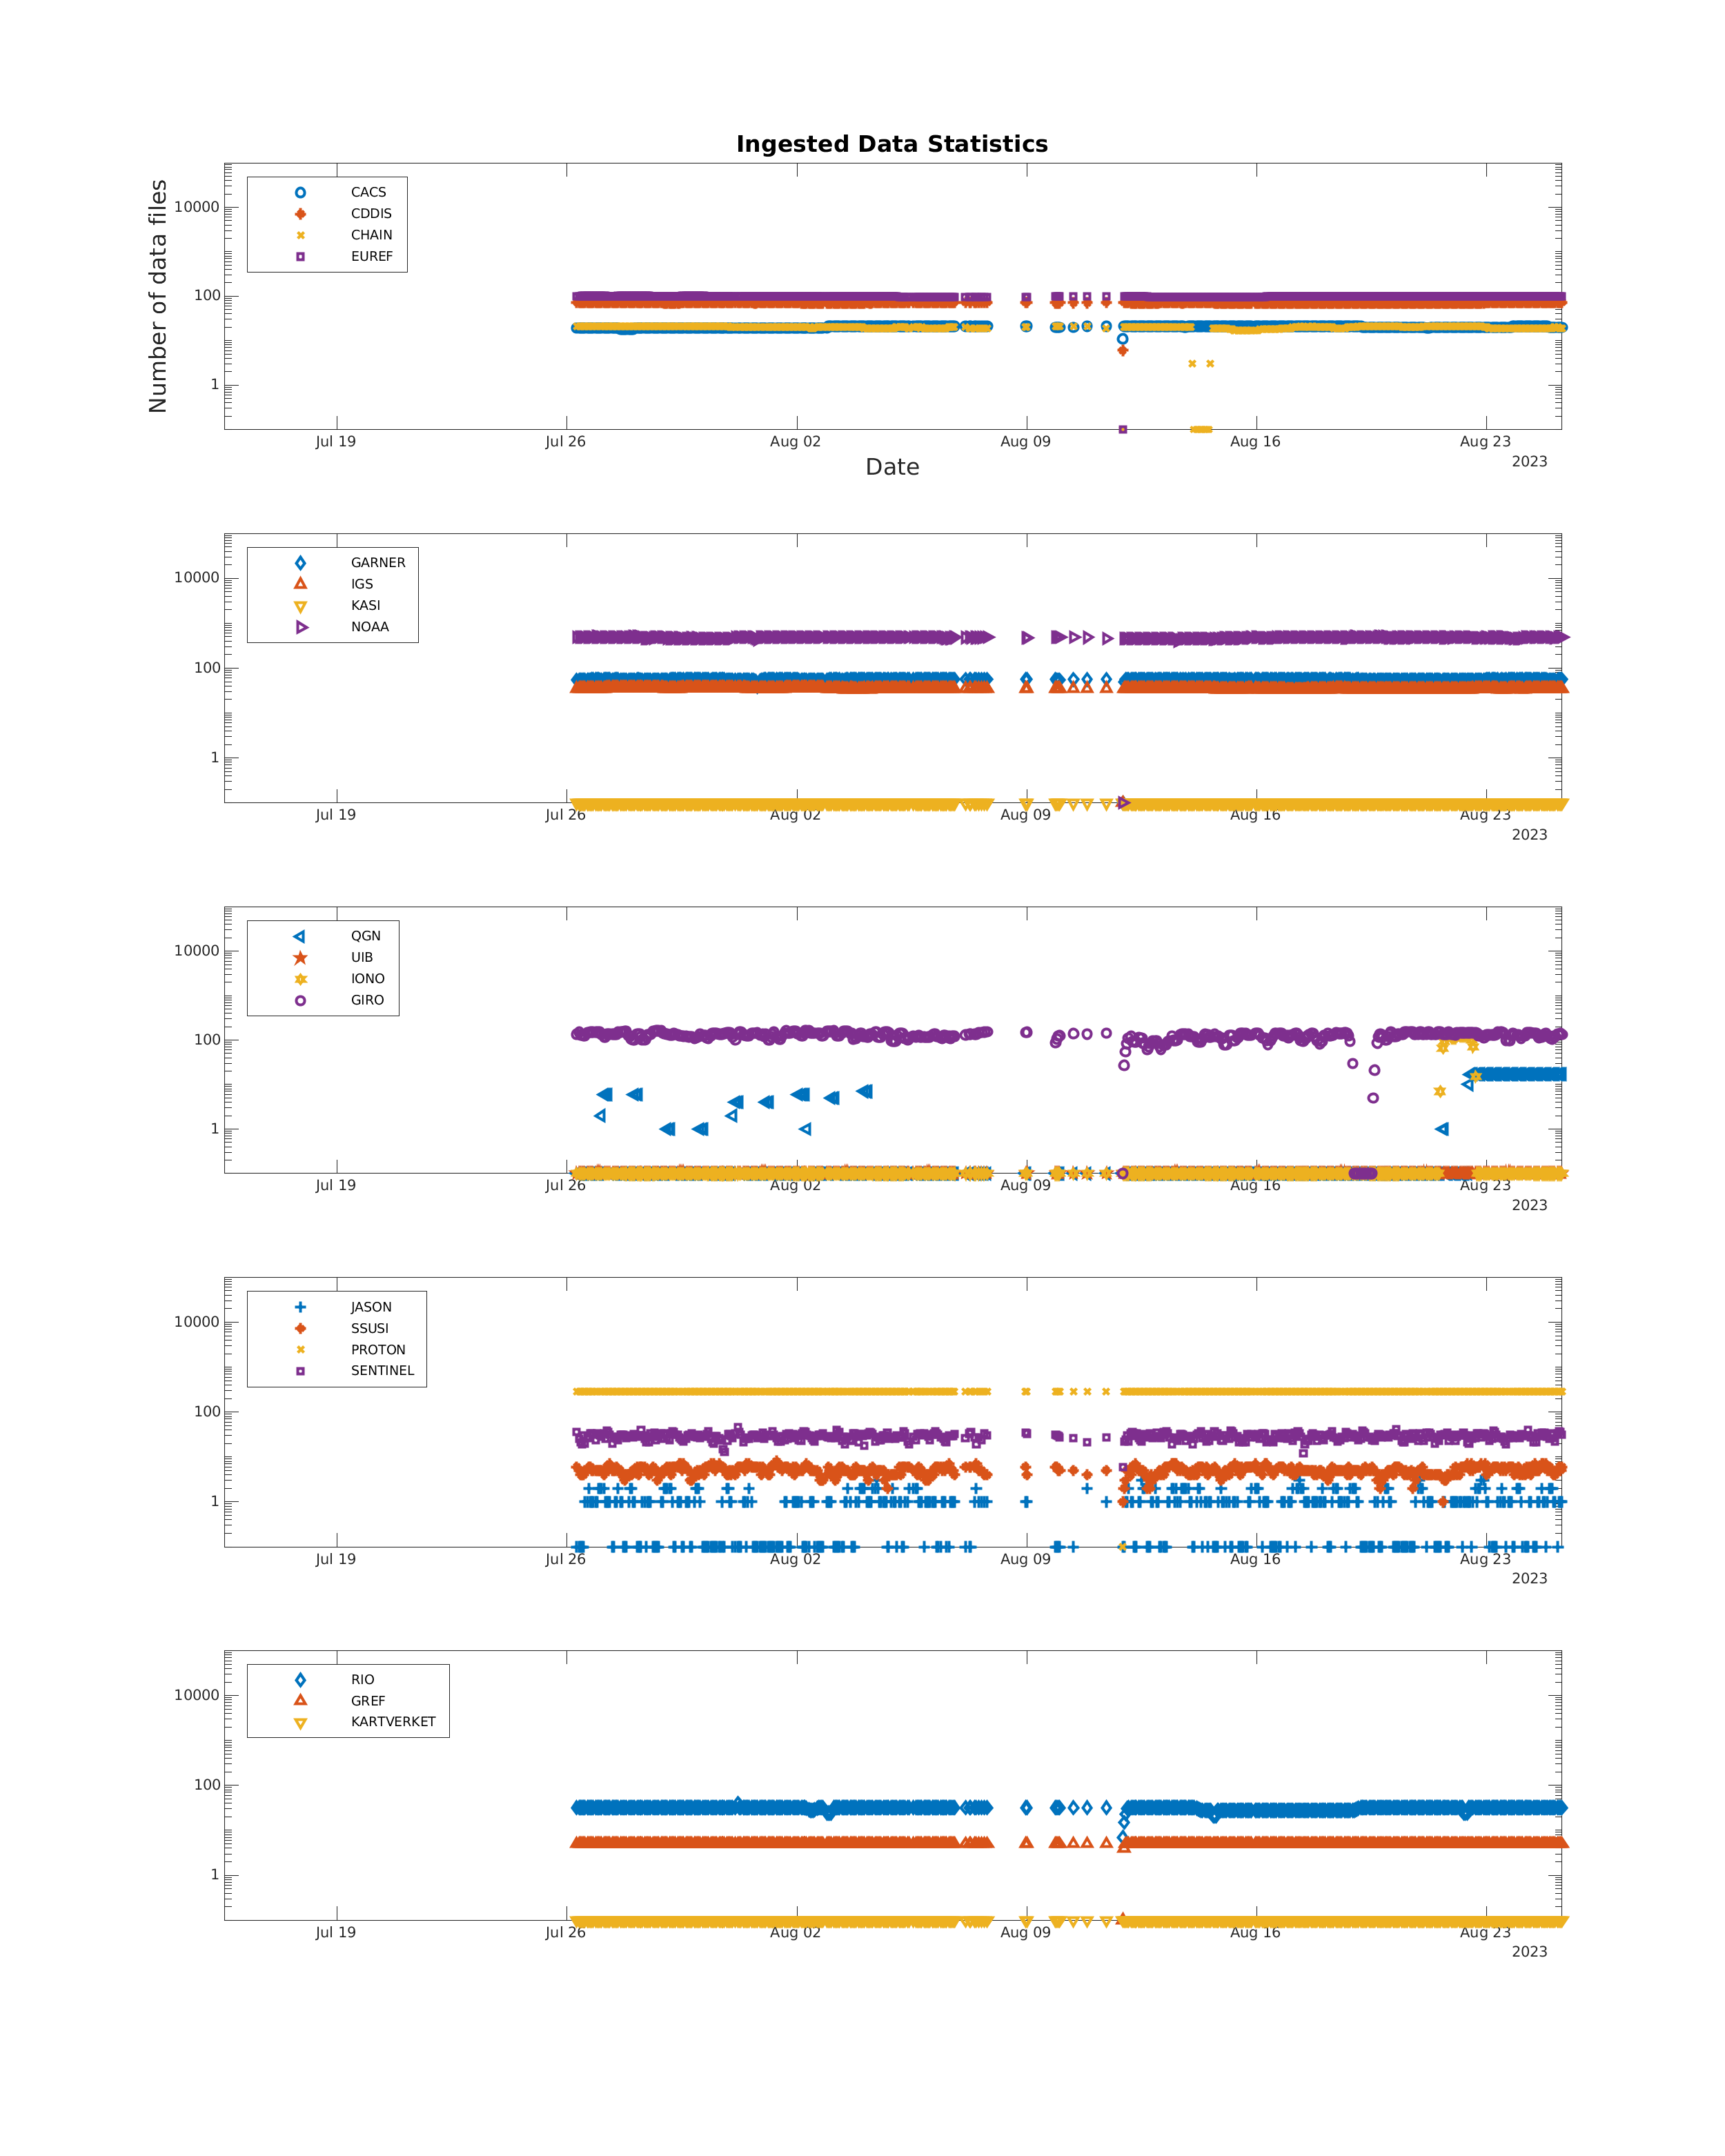 Ingested Data Statistics
Number of data files
10000
100
1
CACS
CDDIS
CHAIN
EUREF
Jul 19 Jul 26 Aug 02 Aug 09 Aug 16 Aug 23
2023
Date
10000
100
1
GARNER
IGS
KASI
NOAA
Jul 19 Jul 26 Aug 02 Aug 09 Aug 16 Aug 23
2023
10000
100
1
QGN
UIB
IONO
GIRO
Jul 19 Jul 26 Aug 02 Aug 09 Aug 16 Aug 23
2023
10000
100
1
JASON
SSUSI
PROTON
SENTINEL
Jul 19 Jul 26 Aug 02 Aug 09 Aug 16 Aug 23
2023
10000
100
1
RIO
GREF
KARTVERKET
Jul 19 Jul 26 Aug 02 Aug 09 Aug 16 Aug 23
2023